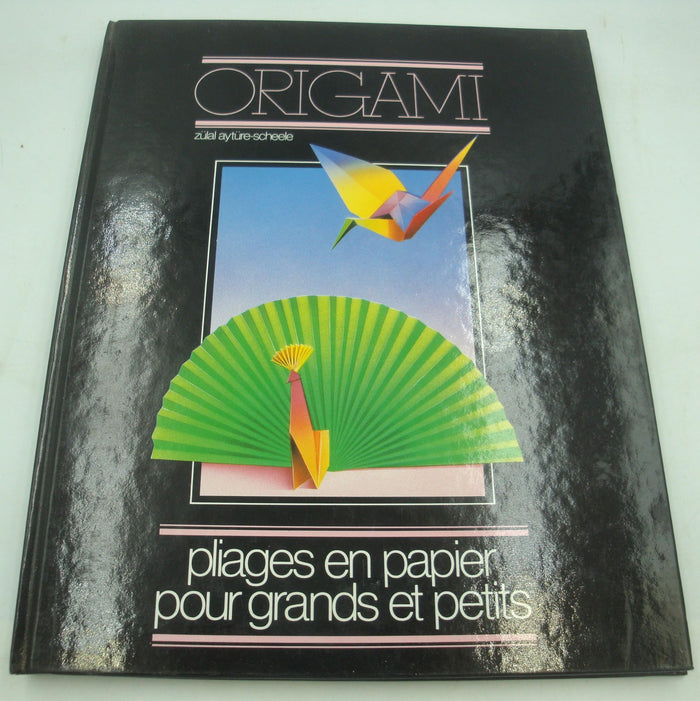 ORIGAMI
zülal aytüre-scheele
pliages en papier
pour grands et petits